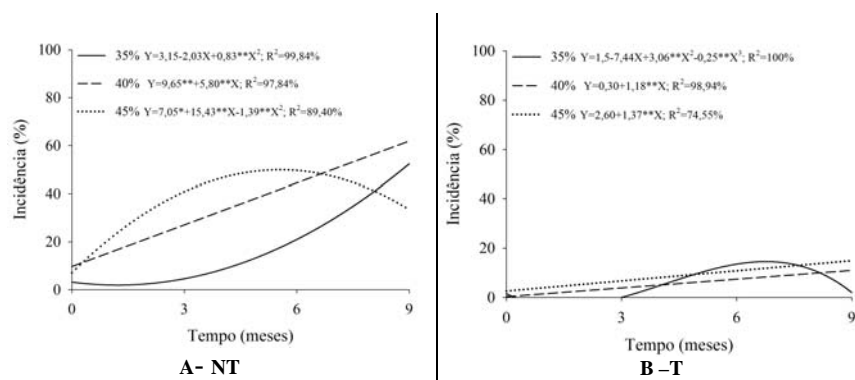 100
80
60
40
20
0
Incidência (%)
35% Y=3,15-2,03X+0,83**X²; R²=99,84%
40% Y=9,65**+5,80**X; R²=97,84%
45% Y=7,05*+15,43**X-1,39**X²; R²=89,40%
0 3 6 9
Tempo (meses)
A- NT
100
80
60
40
20
0
Incidência (%)
35% Y=1,5-7,44X+3,06**X²-0,25**X³; R²=100%
40% Y=0,30+1,18**X; R²=98,94%
45% Y=2,60+1,37**X; R²=74,55%
0 3 6 9
Tempo (meses)
B –T